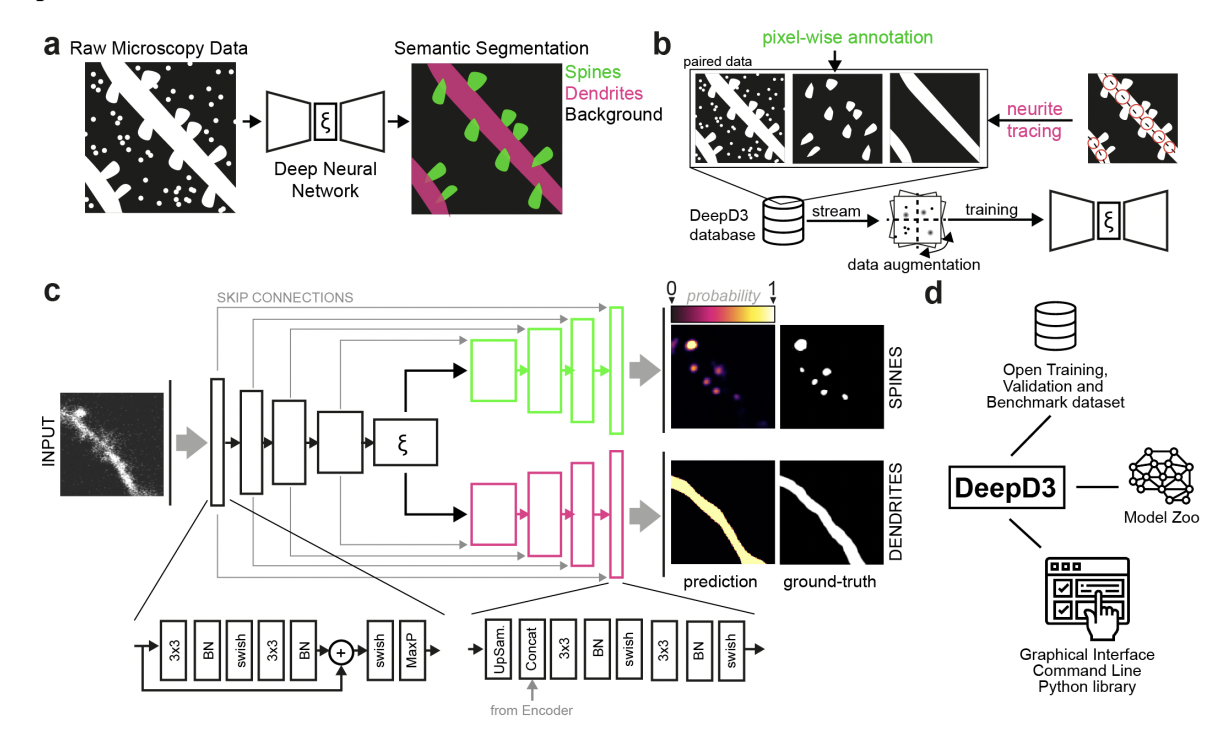 a
Raw Microscopy Data
ξ
Deep Neural
Network
Semantic Segmentation
Spines
Dendrites
Background
b
pixel-wise annotation
paired data
neurite
tracing
DeepD3
database
stream
data augmentation
training
ξ
c
SKIP CONNECTIONS
INPUT
ξ
0
probability
1
SPINES
DENDRITES
prediction
ground-truth
3x3
BN
swish
3x3
BN
+
swish
MaxP
UpSam.
Concat
3x3
BN
swish
3x3
BN
swish
from Encoder
d
Open Training,
Validation and
Benchmark dataset
DeepD3
Model Zoo
Graphical Interface
Command Line
Python library